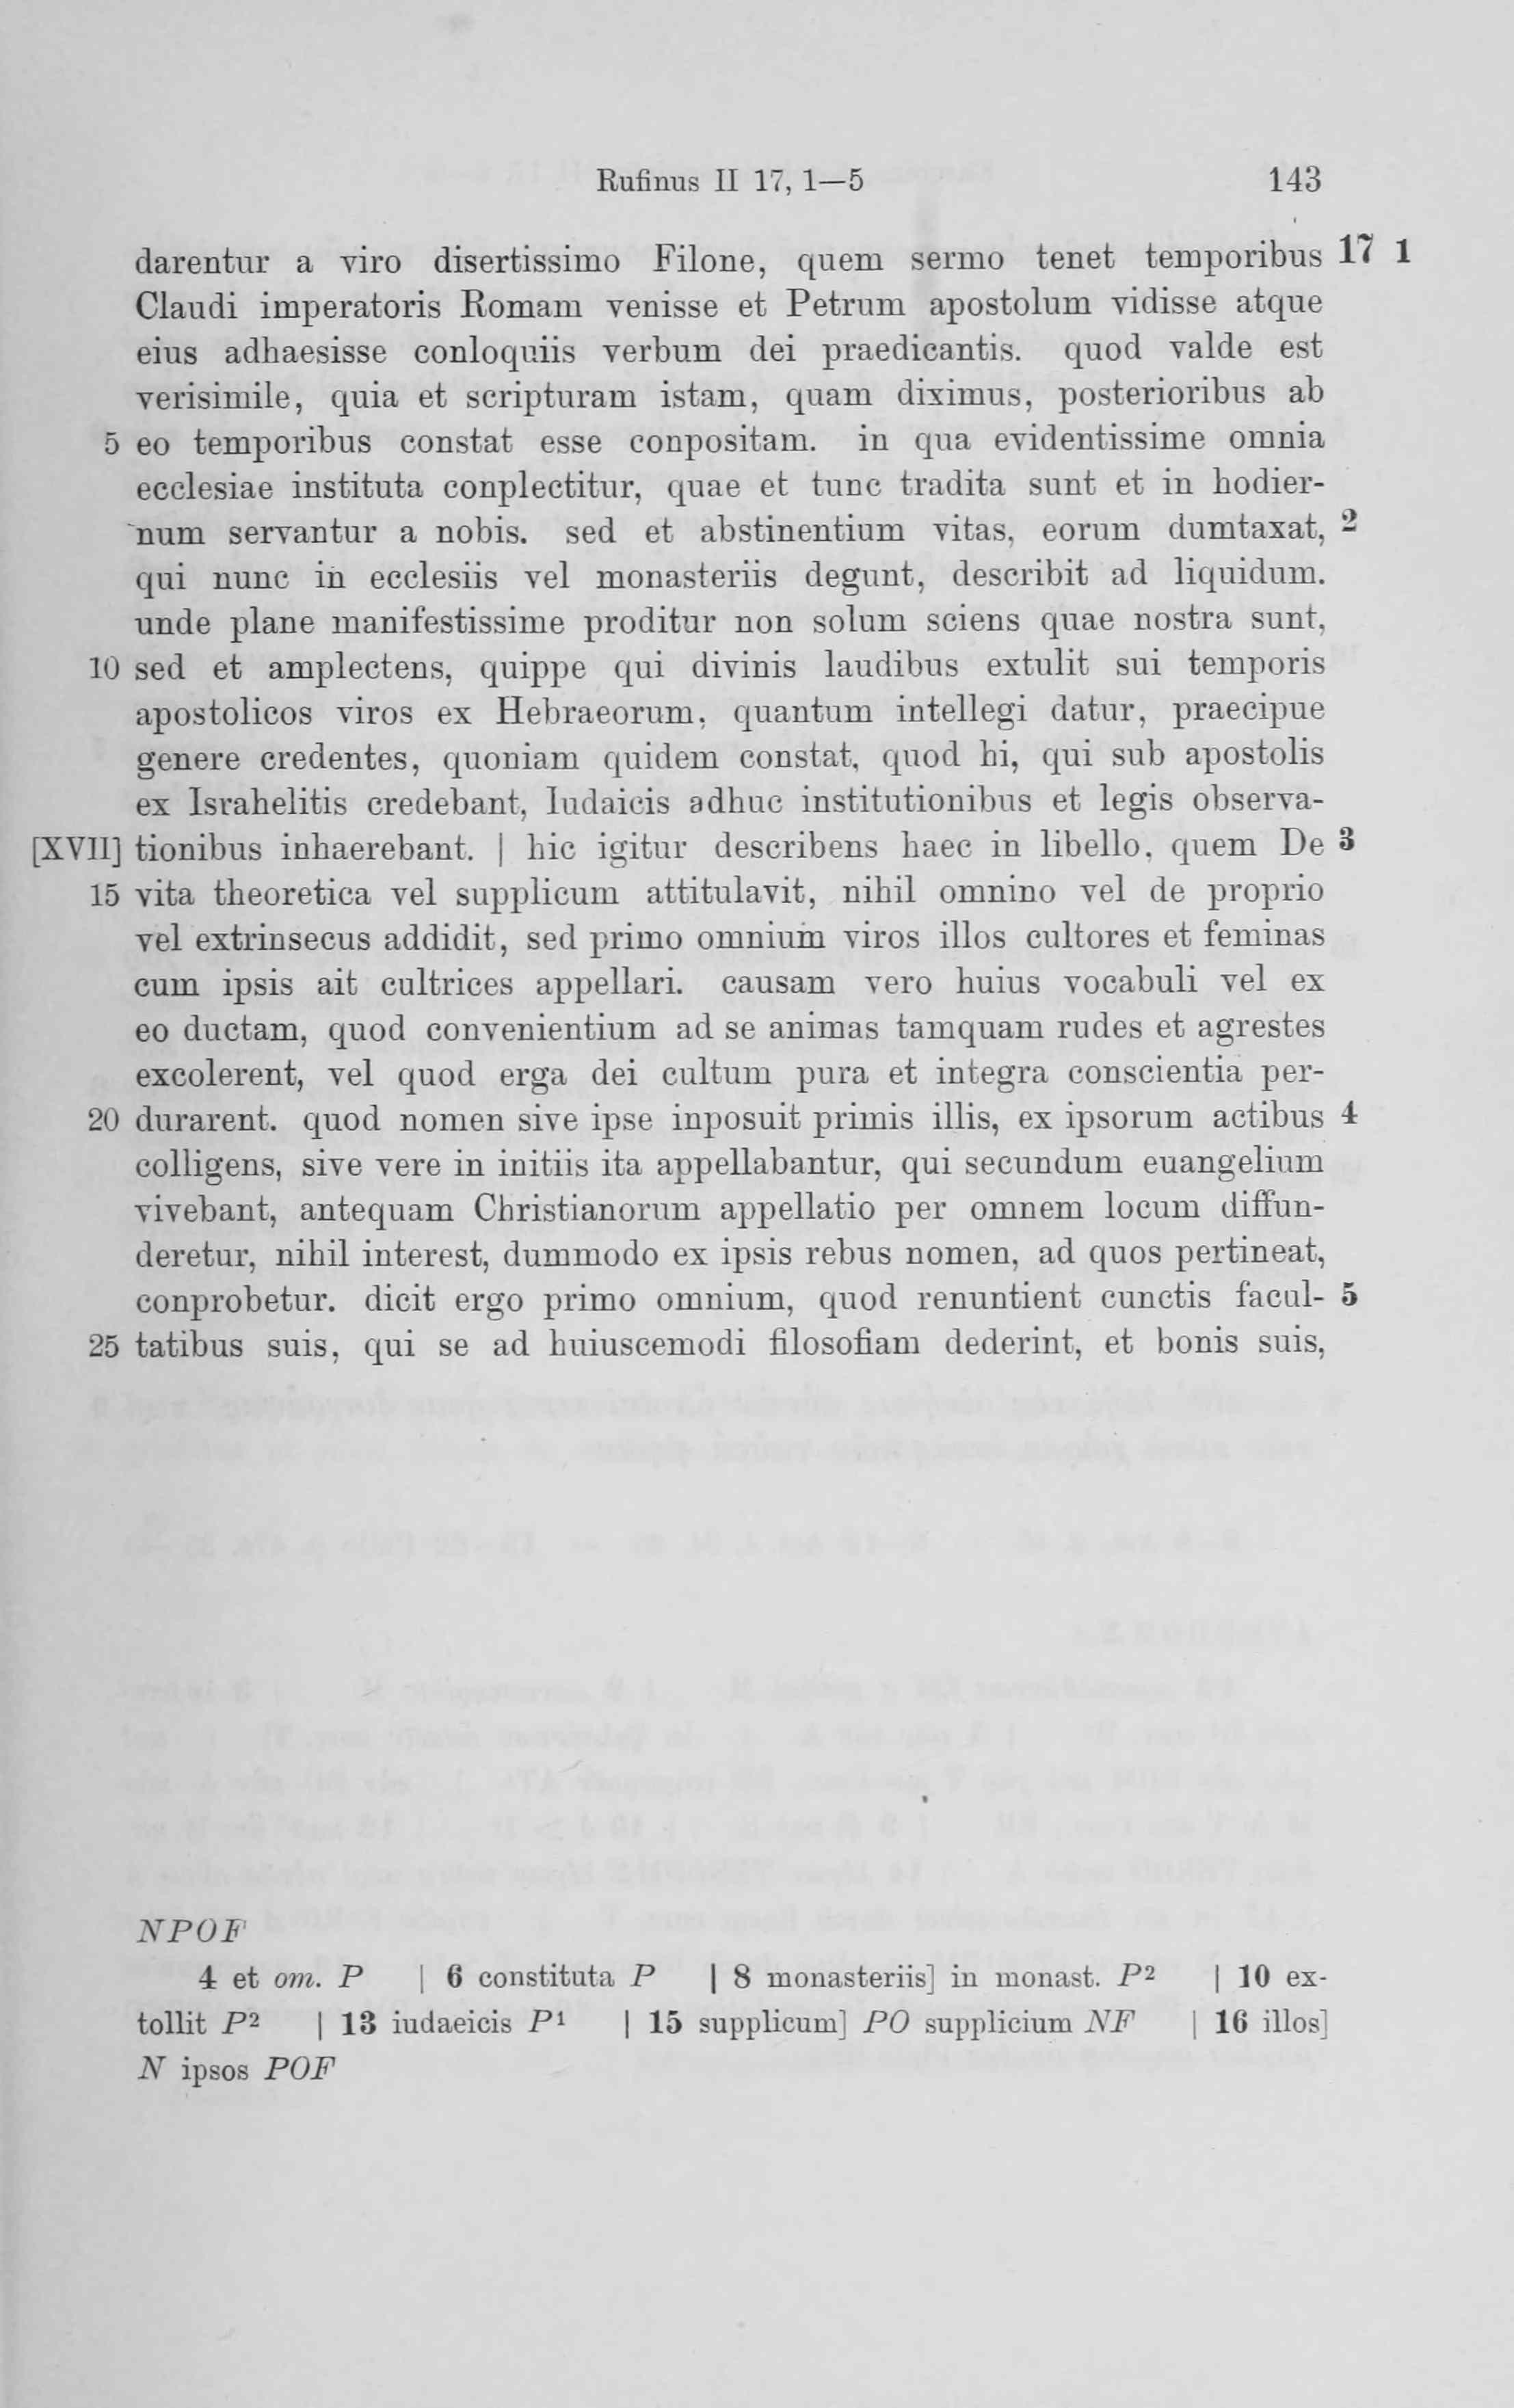 Rufinus II 17, 1—5 143
darentur a viro disertissimo Filone, quem sermo tenet temporibus 17 1
Claudi imperatoris Romam venisse et Petrum apostolum vidisse atque
eius adhaesisse conloquiis verbum dei praedicantis. quod valde est
verisimile, quia et scripturam istam, quam diximus, posterioribus ab
5 eo temporibus constat esse conpositam. in qua evidentissime omnia
ecclesiae instituta conplectitur, quae et tunc tradita sunt et in hodier-
num servantur a nobis. sed et abstinentium vitas, eorum dumtaxat, 2
qui nunc in ecclesiis vel monasteriis degunt, describit ad liquidum.
unde plane manifestissime proditur non solum sciens quae nostra sunt,
10 sed et amplectens, quippe qui divinis laudibus extulit sui temporis
apostolicos viros ex Hebraeorum, quantum intellegi datur, praecipue
genere credentes, quoniam quidem constat, quod hi, qui sub apostolis
ex Israhelitis credebant, Iudaicis adhuc institutionibus et legis observa-
[XVII] tionibus inhaerebant. | hic igitur describens haec in libello, quem De 3
15 vita theoretica vel supplicum attitulavit, nihil omnino vel de proprio
vel extrinsecus addidit, sed primo omnium viros illos cultores et feminas
cum ipsis ait cultrices appellari. causam vero huius vocabuli vel ex
eo ductam, quod convenientium ad se animas tamquam rudes et agrestes
excolerent, vel quod erga dei cultum pura et integra conscientia per-
20 durarent. quod nomen sive ipse inposuit primis illis, ex ipsorum actibus 4
colligens, sive vere in initiis ita appellabantur, qui secundum euangelium
vivebant, antequam Christianorum appellatio per omnem locum diffun-
deretur, nihil interest, dummodo ex ipsis rebus nomen, ad quos pertineat,
conprobetur. dicit ergo primo omnium, quod renuntient cunctis facul- 5
25 tatibus suis, qui se ad huiuscemodi filosofiam dederint, et bonis suis,
NPOF
4 et om. P | 6 constituta P | 8 monasteriis] in monast. P2 | 10 ex-
tollit P2 | 13 iudaeicis P1 | 15 supplicum] PO supplicium NF | 16 illos]
N ipsos POF